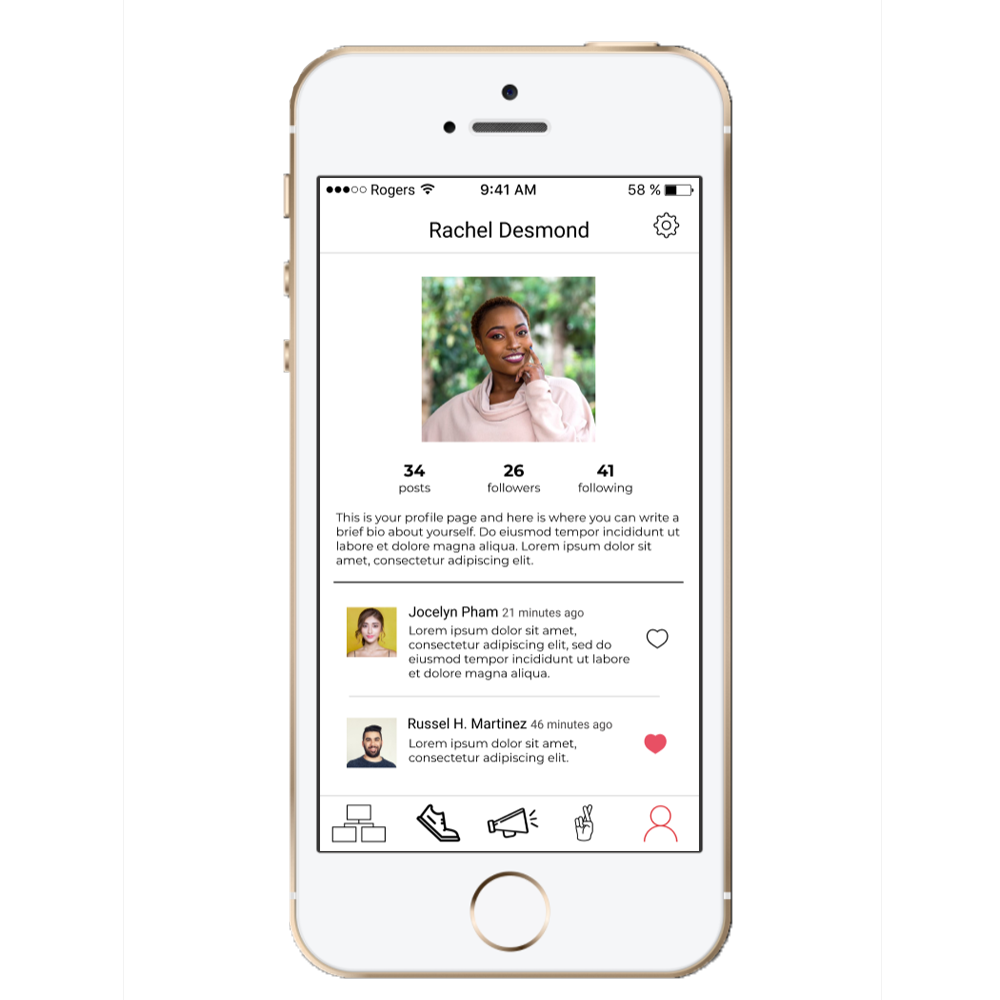 Rogers 9:41 AM 58 %
Rachel Desmond
34 26 41
posts followers following
This is your profile page and here is where you can write a
brief bio about yourself. Do eiusmod tempor incididunt ut
labore et dolore magna aliqua. Lorem ipsum dolor sit
amet, consectetur adipiscing elit.
Jocelyn Pham 21 minutes ago
Lorem ipsum dolor sit amet,
consectetur adipiscing elit, sed do
eiusmod tempor incididunt ut labore
et dolore magna aliqua.
Russel H. Martinez 46 minutes ago
Lorem ipsum dolor sit amet,
consectetur adipiscing elit.